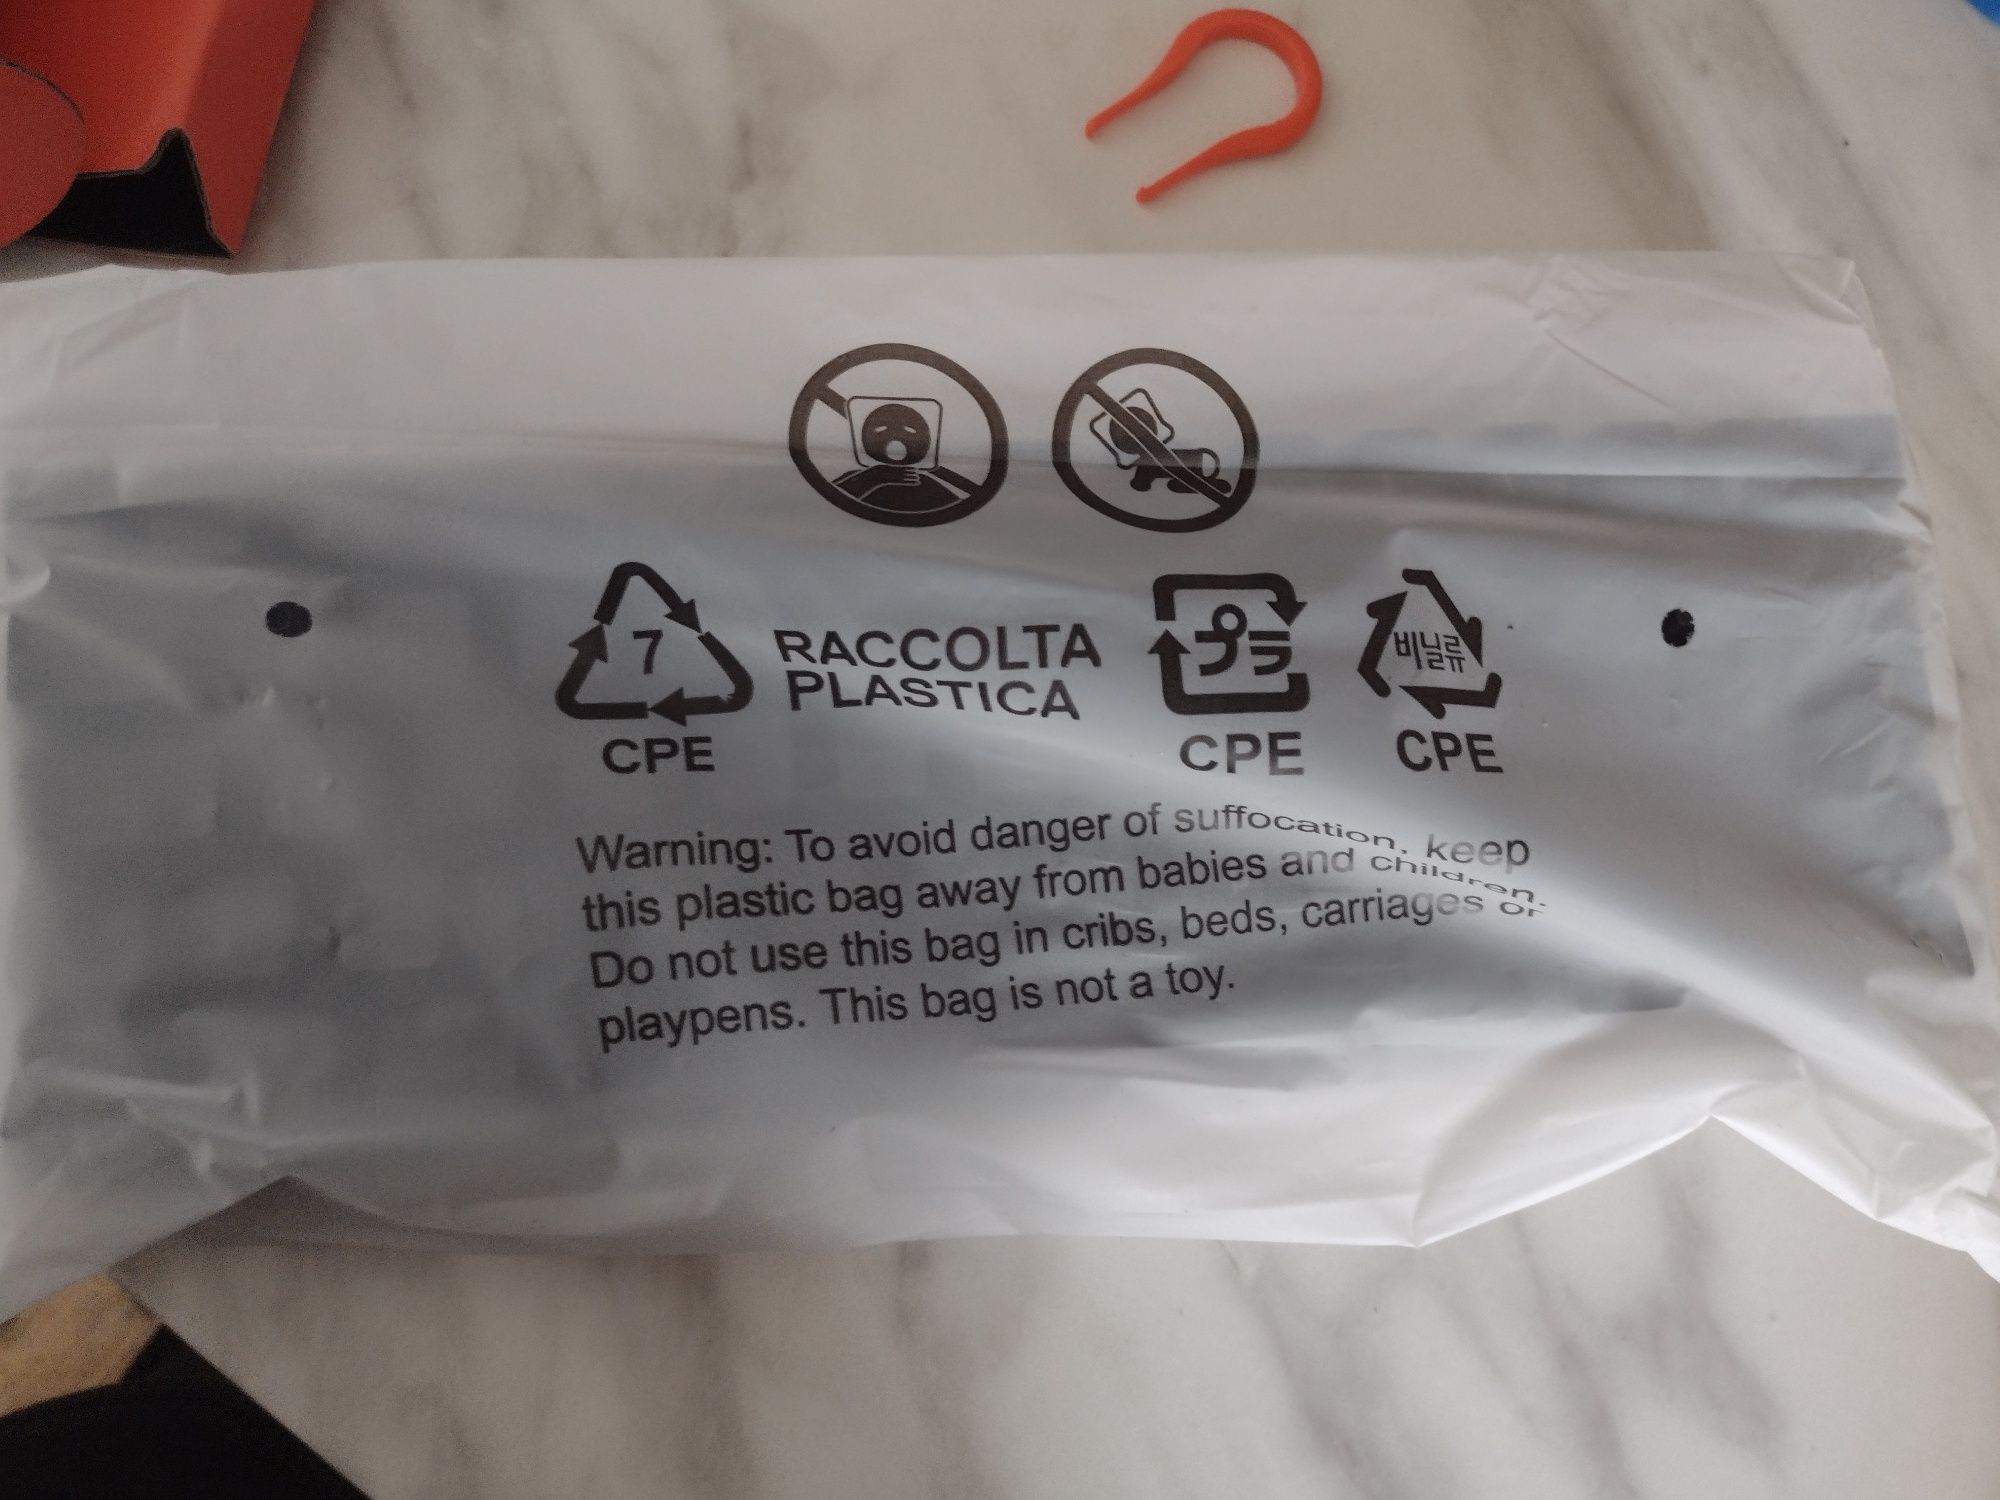 7
CPE
RACCOLTA
PLASTICA
プラ
CPE
비닐류
CPE
Warning: To avoid danger of suffocation, keep
this plastic bag away from babies and children.
Do not use this bag in cribs, beds, carriages or
playpens. This bag is not a toy.